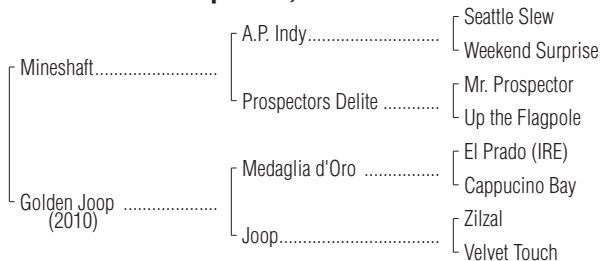 Seattle Slew
A.P. Indy
Weekend Surprise
Mineshaft
Mr. Prospector
Prospectors Delite
Up the Flagpole
El Prado (IRE)
Medaglia d'Oro
Cappucino Bay
Golden Joop
(2010)
Zilzal
Joop
Velvet Touch